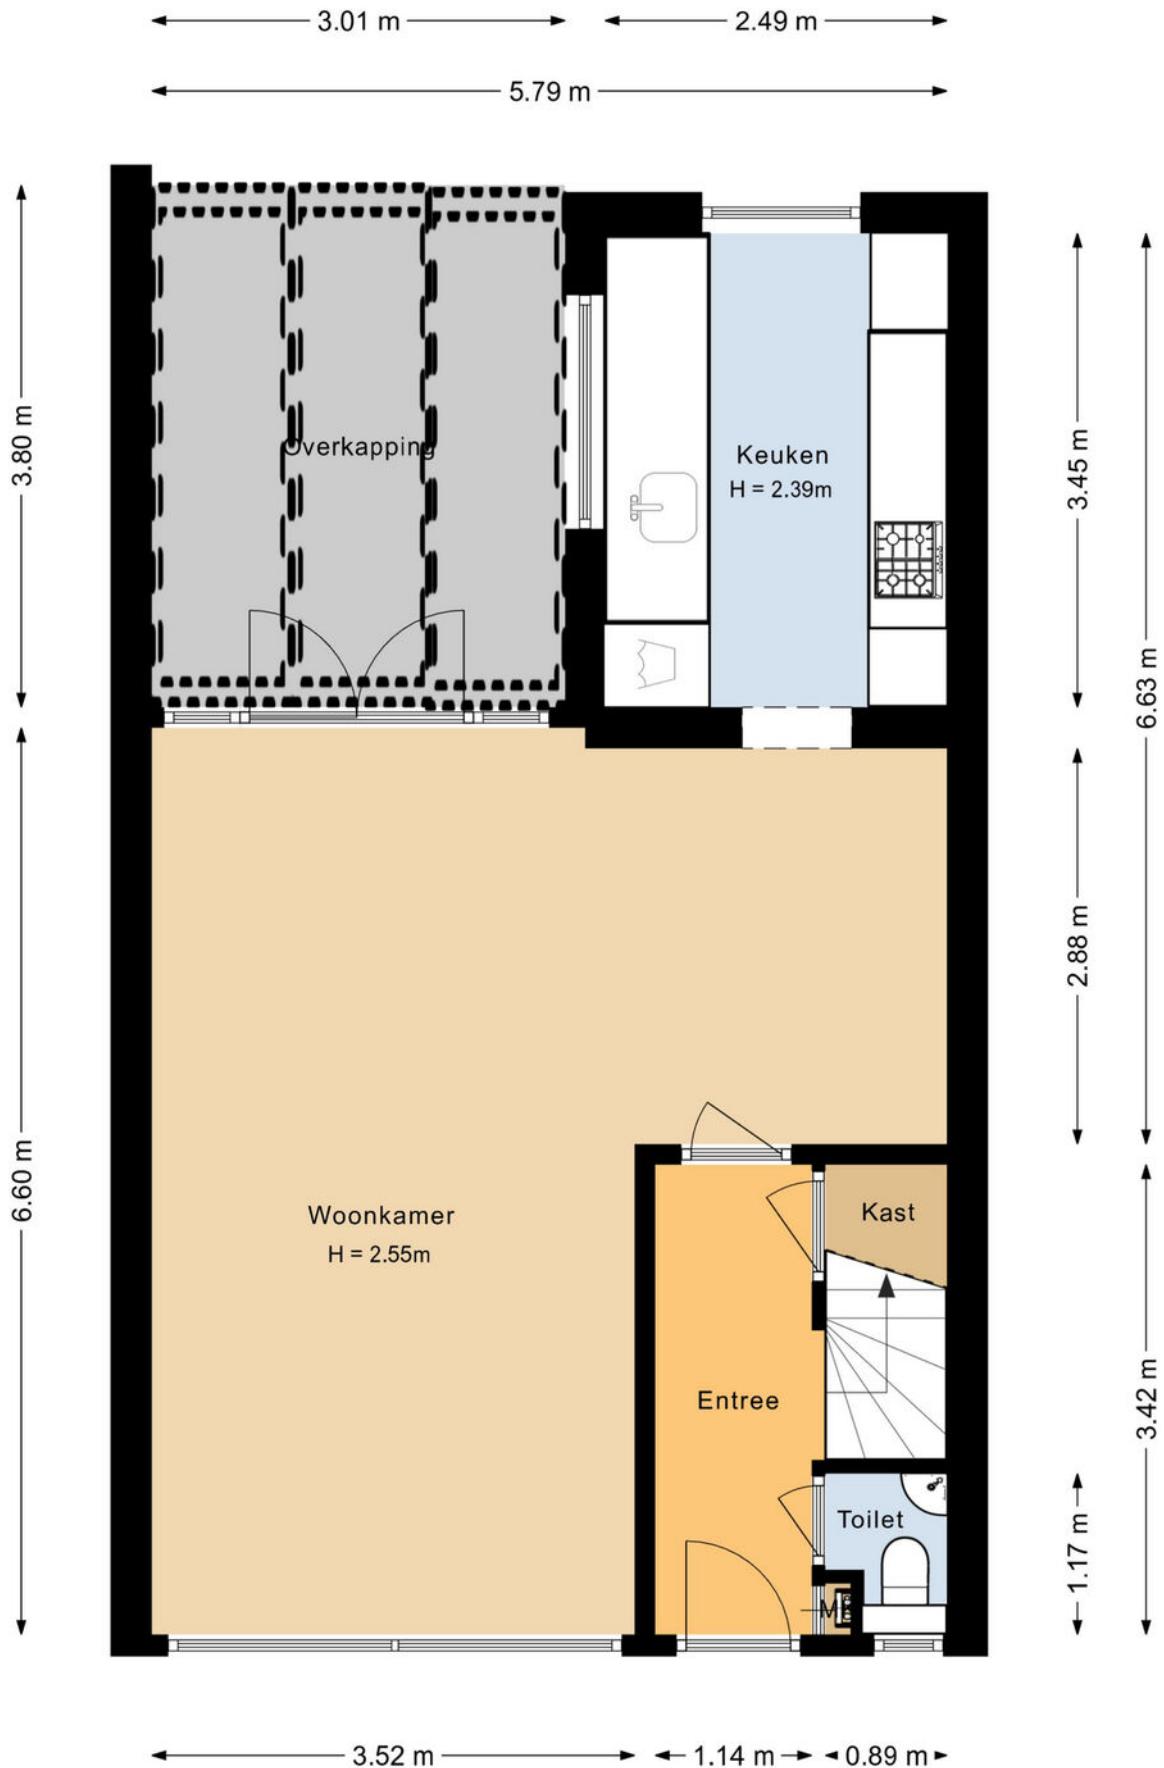 3.01 m
2.49 m
5.79 m
Overkapping
Keuken
H = 2.39m
3.80 m
3.45 m
6.63 m
2.88 m
6.60 m
Woonkamer
H = 2.55m
Kast
Entree
3.42 m
Toilet
1.17 m
3.52 m
1.14 m
0.89 m